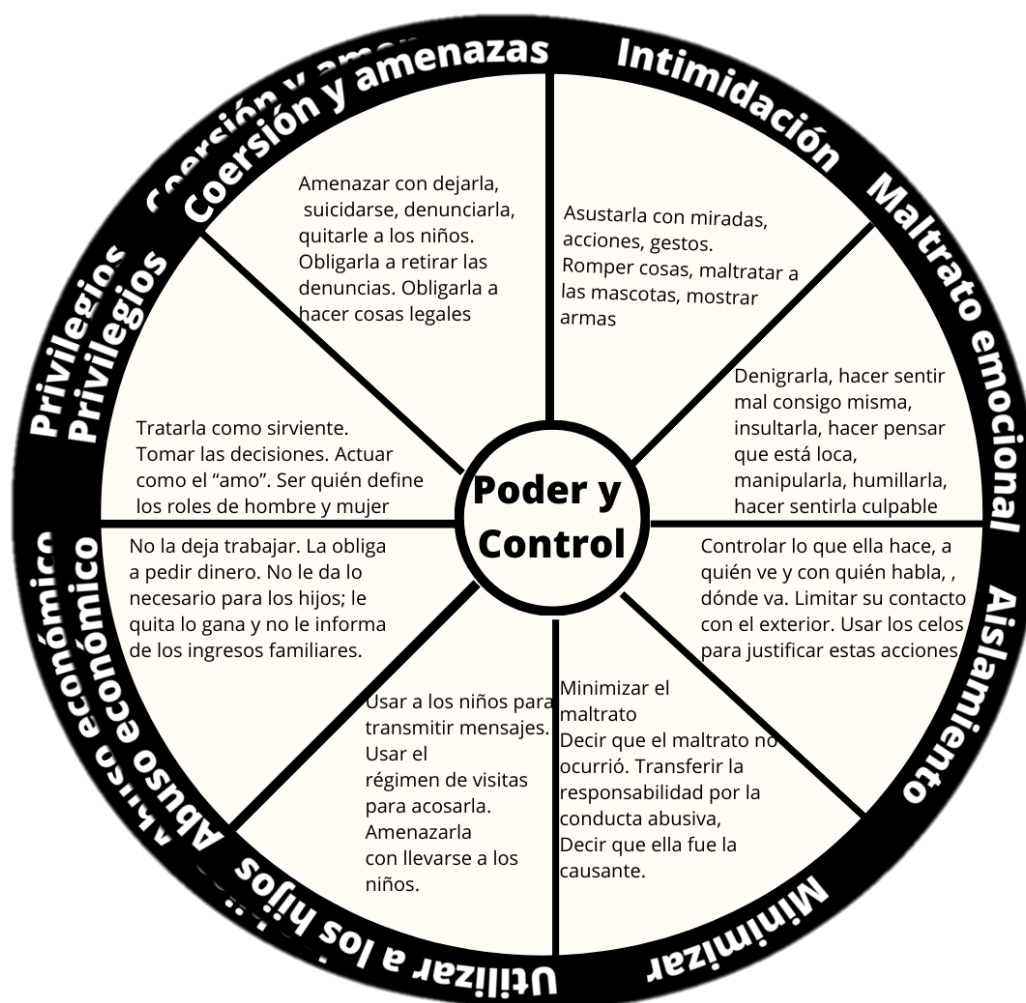 Coersión y amenazas
Coersión y amenazas
Intimidación
Maltrato emocional
Aislamiento
Minimizar
Utilizar a los hijos
Abuso económico
Abuso económico
Privilegios
Privilegios
Amenazar con dejarla,
suicidarse, denunciarla,
quitarle a los niños.
Obligarla a retirar las
denuncias. Obligarla a
hacer cosas legales
Asustarla con miradas,
acciones, gestos.
Romper cosas, maltratar a
las mascotas, mostrar
armas
Denigrarla, hacer sentir
mal consigo misma,
insultarla, hacer pensar
que está loca,
manipularla, humillarla,
hacer sentirla culpable
Controlar lo que ella hace, a
quién ve y con quién habla, ,
dónde va. Limitar su contacto
con el exterior. Usar los celos
para justificar estas acciones.
Minimizar el
maltrato
Decir que el maltrato no
ocurrió. Transferir la
responsabilidad por la
conducta abusiva,
Decir que ella fue la
causante.
Usar a los niños para
transmitir mensajes.
Usar el
régimen de visitas
para acosarla.
Amenazarla
con llevarse a los
niños.
No la deja trabajar. La obliga
a pedir dinero. No le da lo
necesario para los hijos; le
quita lo gana y no le informa
de los ingresos familiares.
Tratarla como sirviente.
Tomar las decisiones. Actuar
como el “amo”. Ser quién define
los roles de hombre y mujer
Poder y
Control